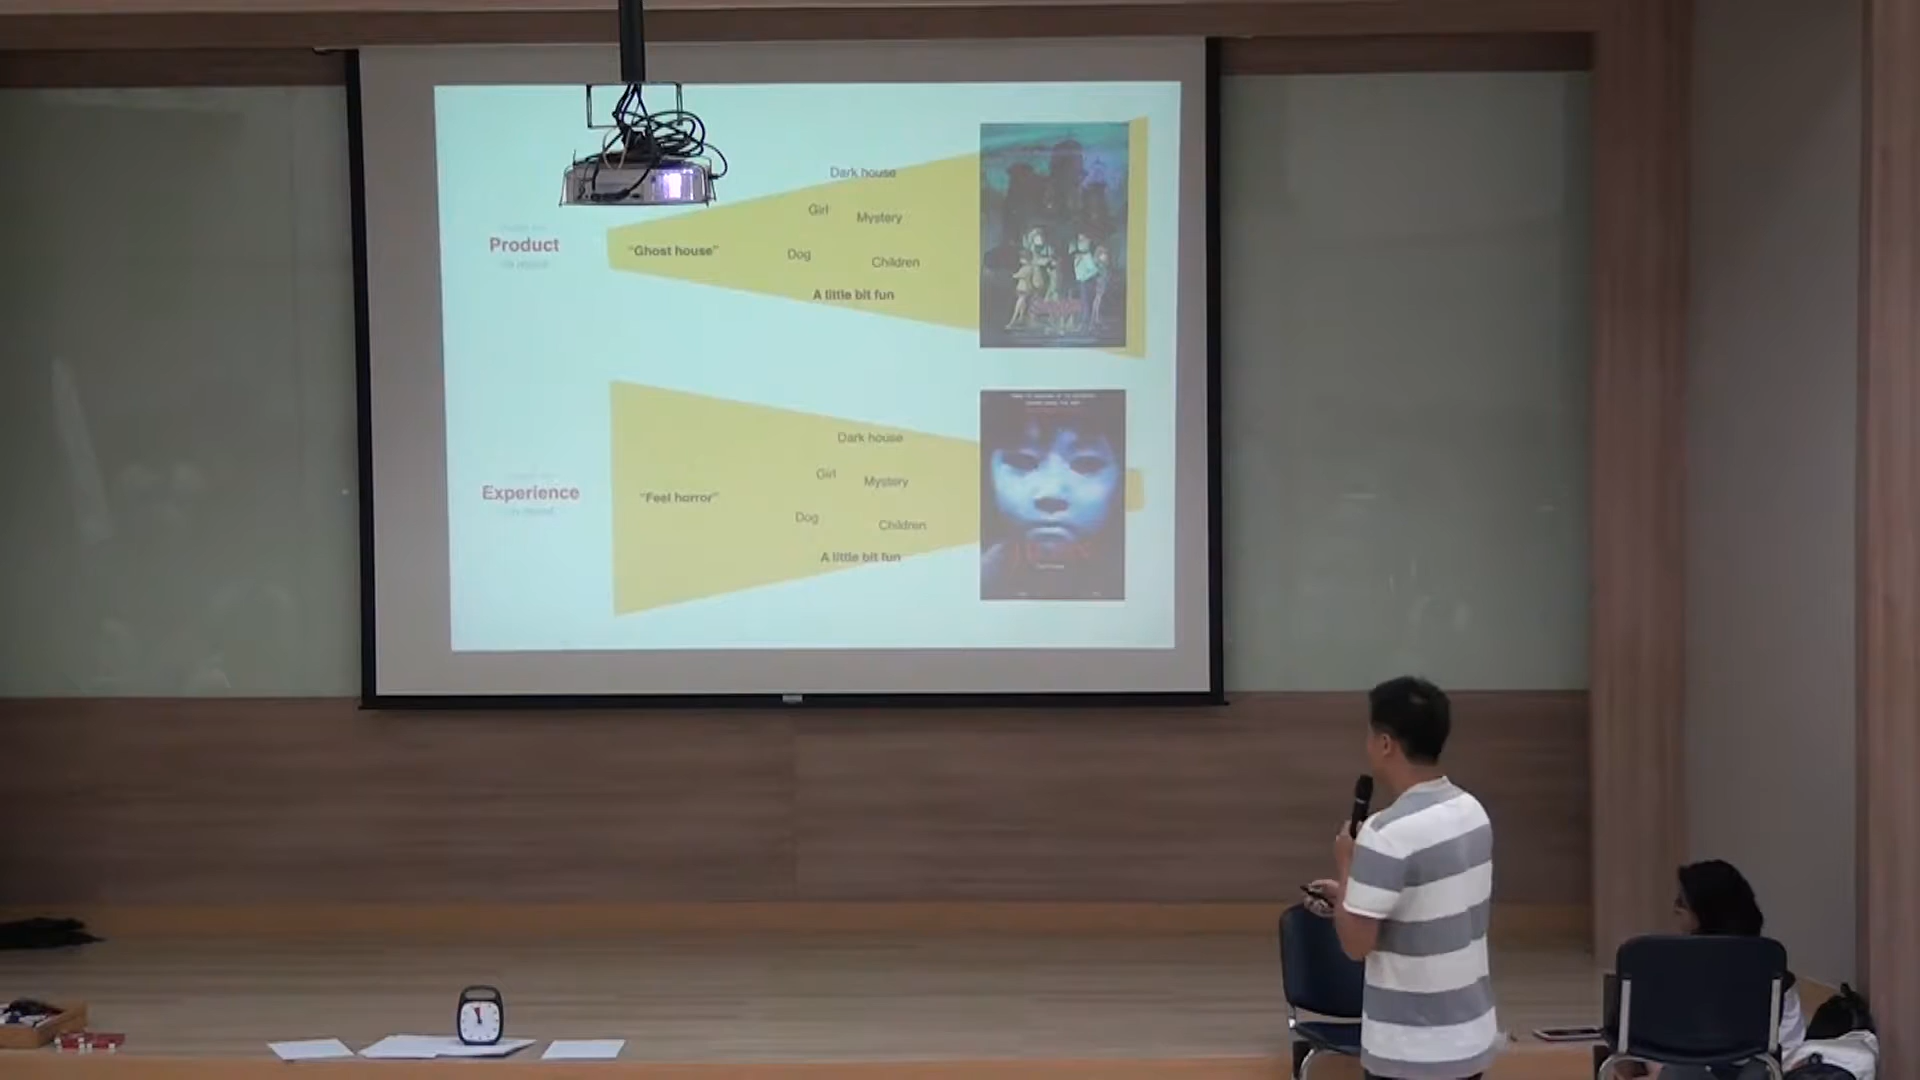 Dark house
Girl
Mystery
Product
"Ghost house"
Dog
Children
A little bit fun
Dark house
Girl
Mystery
Experience
"Feel horror"
Dog
Children
A little bit fun